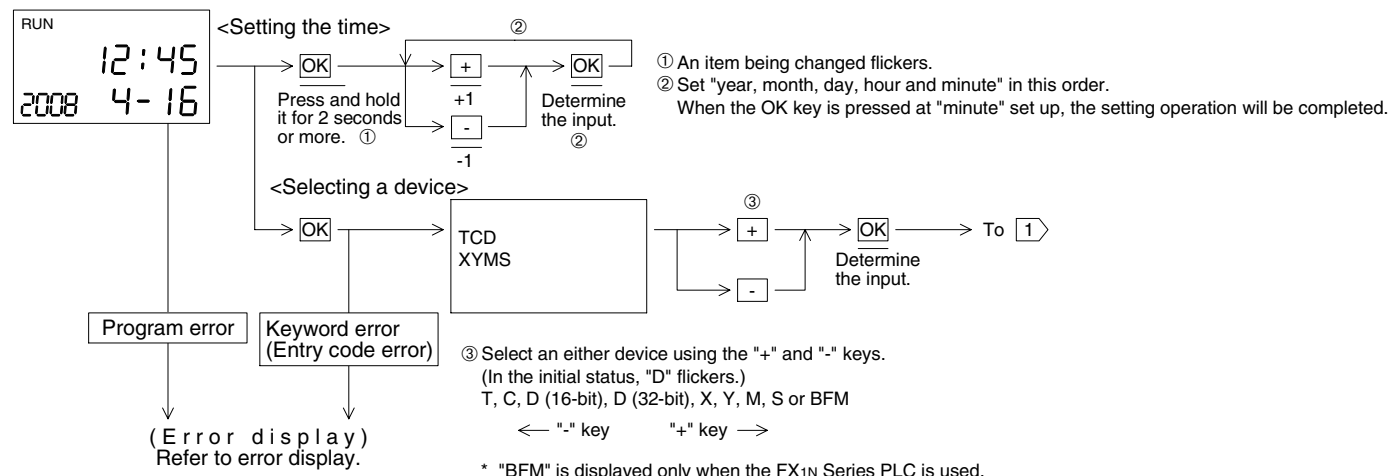 RUN
12:45
2008 4- 16
<Setting the time>
②
OK
+
OK
Press and hold
it for 2 seconds
or more. ①
+1
-
-1
Determine
the input.
②
① An item being changed flickers.
② Set "year, month, day, hour and minute" in this order.
When the OK key is pressed at "minute" set up, the setting operation will be completed.
<Selecting a device>
OK
TCD
XYMS
③
+
-
OK
To 1
Determine
the input.
Program error
Keyword error
(Entry code error)
(Error display)
Refer to error display.
③ Select an either device using the "+" and "-" keys.
(In the initial status, "D" flickers.)
T, C, D (16-bit), D (32-bit), X, Y, M, S or BFM
"-" key "+" key
* "BFM" is displayed only when the FX1N Series PLC is used.